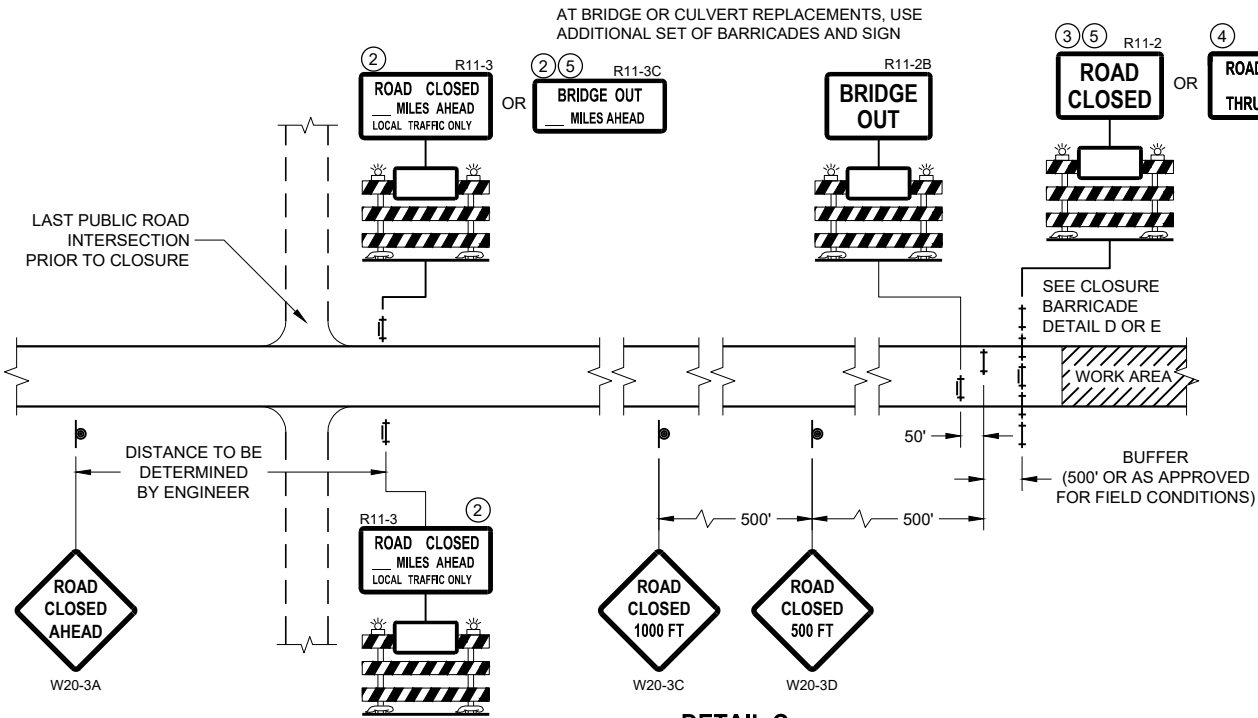 AT BRIDGE OR CULVERT REPLACEMENTS, USE
ADDITIONAL SET OF BARRICADES AND SIGN
2
R11-3
ROAD CLOSED
___ MILES AHEAD
LOCAL TRAFFIC ONLY
OR
2 5
R11-3C
BRIDGE OUT
___ MILES AHEAD
R11-2B
BRIDGE
OUT
3 5
R11-2
ROAD
CLOSED
OR
4
ROAD
THRU
LAST PUBLIC ROAD
INTERSECTION
PRIOR TO CLOSURE
SEE CLOSURE
BARRICADE
DETAIL D OR E
WORK AREA
DISTANCE TO BE
DETERMINED
BY ENGINEER
50'
BUFFER
(500' OR AS APPROVED
FOR FIELD CONDITIONS)
500'
500'
R11-3
2
ROAD CLOSED
___ MILES AHEAD
LOCAL TRAFFIC ONLY
ROAD
CLOSED
AHEAD
W20-3A
ROAD
CLOSED
1000 FT
W20-3C
ROAD
CLOSED
500 FT
W20-3D